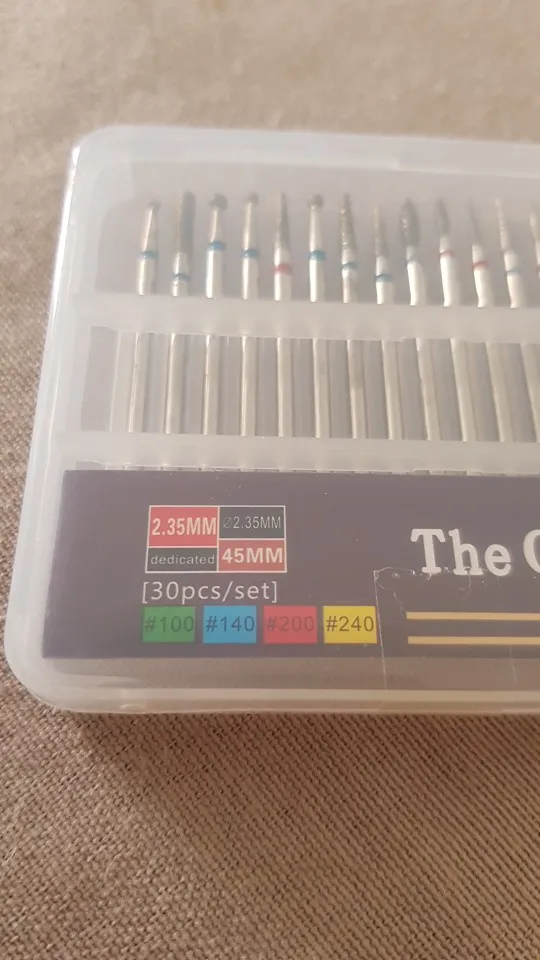 2.35MM ⌀2.35MM
dedicated 45MM
[30pcs/set]
#100 #140 #200 #240
The